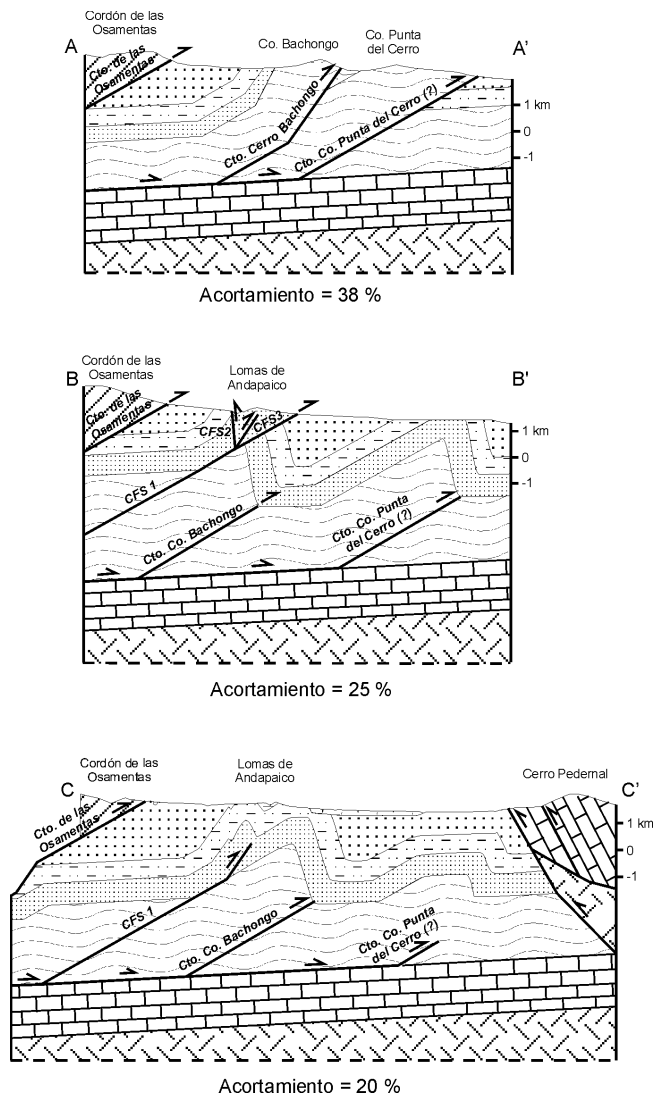 Cordón de las
Osamentas
A
Co. Bachongo
Co. Punta
del Cerro
A'
Cto. de las
Osamentas
Cto. Cerro Bachongo
Cto. Co. Punta del Cerro (?)
1 km
0
-1
Acortamiento = 38 %
Cordón de las
Osamentas
B
Lomas de
Andapaico
B'
Cto. de las
Osamentas
CFS2
CFS3
CFS 1
Cto. Co. Bachongo
Cto. Co. Punta
del Cerro (?)
1 km
0
-1
Acortamiento = 25 %
Cordón de las
Osamentas
C
Lomas de
Andapaico
Cerro Pedernal
C'
Cto. de las
Osamentas
CFS 1
Cto. Co. Bachongo
Cto. Co. Punta
del Cerro (?)
1 km
0
-1
Acortamiento = 20 %